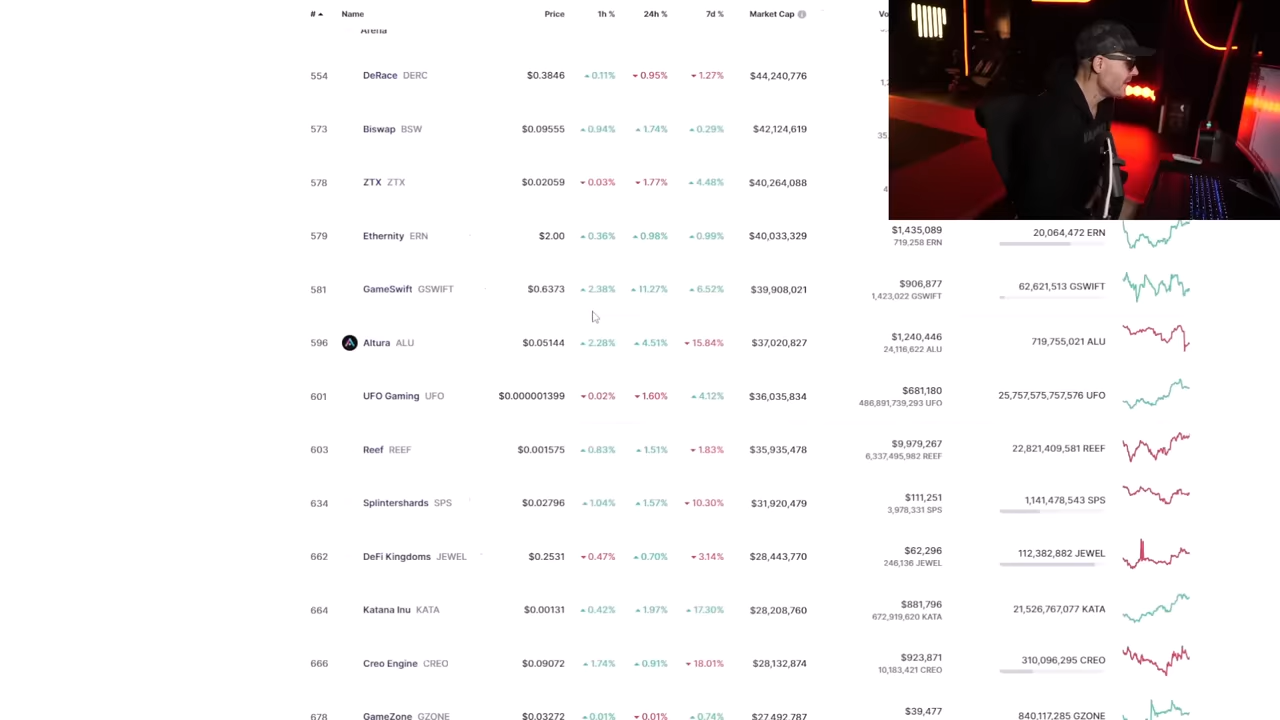 # Name Price 1h % 24h % 7d % Market Cap
Arena
554 DeRace DERC $0.3846 0.11% 0.95% 1.27% $44,240,776
573 Biswap BSW $0.09555 0.94% 1.74% 0.29% $42,124,619
578 ZTX ZTX $0.02059 0.03% 1.77% 4.48% $40,264,088
579 Ethernity ERN $2.00 0.36% 0.98% 0.99% $40,033,329 $1,435,089 20,064,472 ERN
719,258 ERN
581 GameSwift GSWIFT $0.6373 2.38% 11.27% 6.52% $39,908,021 $906,877 62,621,513 GSWIFT
1,423,022 GSWIFT
596 Altura ALU $0.05144 2.28% 4.51% 15.84% $37,020,827 $1,240,446 719,755,021 ALU
24,116,622 ALU
601 UFO Gaming UFO $0.000001399 0.02% 1.60% 4.12% $36,035,834 $681,180 25,757,575,757,576 UFO
486,891,739,293 UFO
603 Reef REEF $0.001575 0.83% 1.51% 1.83% $35,935,478 $9,979,267 22,821,409,581 REEF
6,337,495,982 REEF
634 Splintershards SPS $0.02796 1.04% 1.57% 10.30% $31,920,479 $111,251 1,141,478,543 SPS
3,978,331 SPS
662 DeFi Kingdoms JEWEL $0.2531 0.47% 0.70% 3.14% $28,443,770 $62,296 112,382,882 JEWEL
246,136 JEWEL
664 Katana Inu KATA $0.00131 0.42% 1.97% 17.30% $28,208,760 $881,796 21,526,767,077 KATA
672,919,620 KATA
666 Creo Engine CREO $0.09072 1.74% 0.91% 18.01% $28,132,874 $923,871 310,096,295 CREO
10,183,421 CREO
678 GameZone GZONE $0.03272 0.01% 0.01% 0.74% $27,492,787 $39,477 840,117,285 GZONE